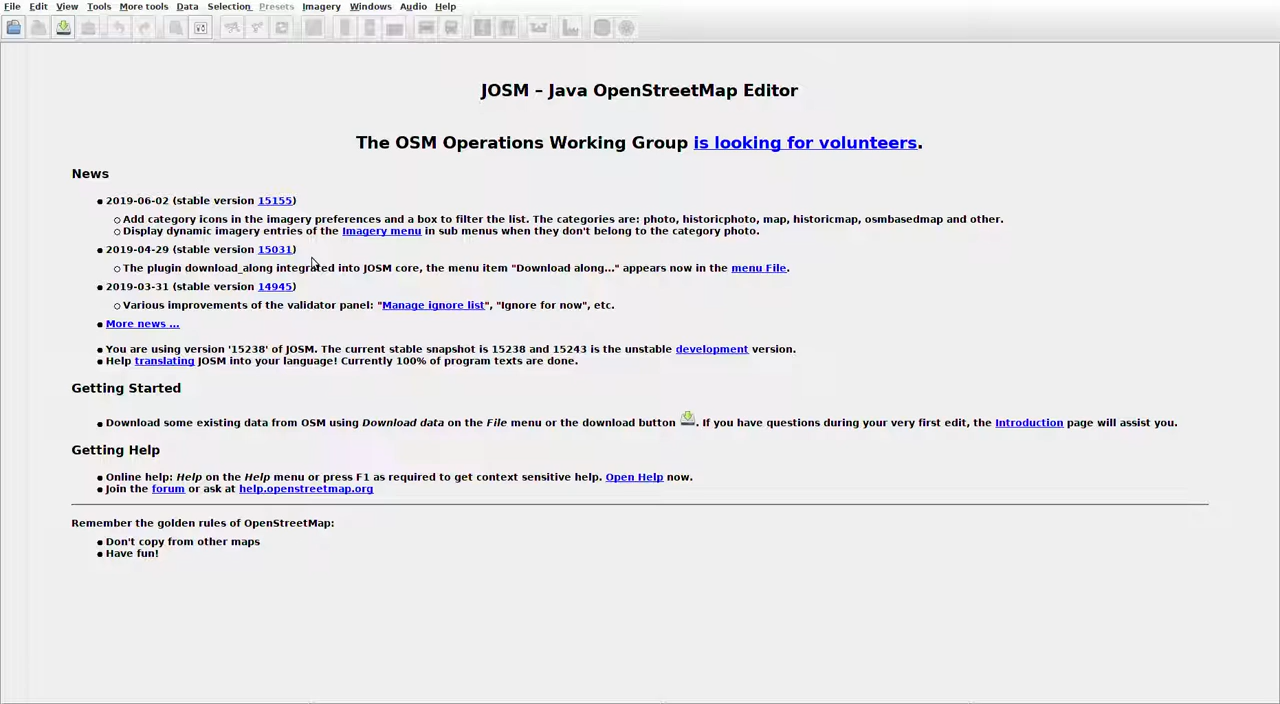 File Edit View Tools More tools Data Selection Presets Imagery Windows Audio Help
JOSM – Java OpenStreetMap Editor
The OSM Operations Working Group is looking for volunteers.
News
2019-06-02 (stable version 15155)
Add category icons in the imagery preferences and a box to filter the list. The categories are: photo, historicphoto, map, historicmap, osmbasedmap and other.
Display dynamic imagery entries of the Imagery menu in sub menus when they don't belong to the category photo.
2019-04-29 (stable version 15031)
The plugin download_along integrated into JOSM core, the menu item "Download along..." appears now in the menu File.
2019-03-31 (stable version 14945)
Various improvements of the validator panel: "Manage ignore list", "Ignore for now", etc.
More news ...
You are using version '15238' of JOSM. The current stable snapshot is 15238 and 15243 is the unstable development version.
Help translating JOSM into your language! Currently 100% of program texts are done.
Getting Started
Download some existing data from OSM using Download data on the File menu or the download button . If you have questions during your very first edit, the Introduction page will assist you.
Getting Help
Online help: Help on the Help menu or press F1 as required to get context sensitive help. Open Help now.
Join the forum or ask at help.openstreetmap.org
Remember the golden rules of OpenStreetMap:
Don't copy from other maps
Have fun!